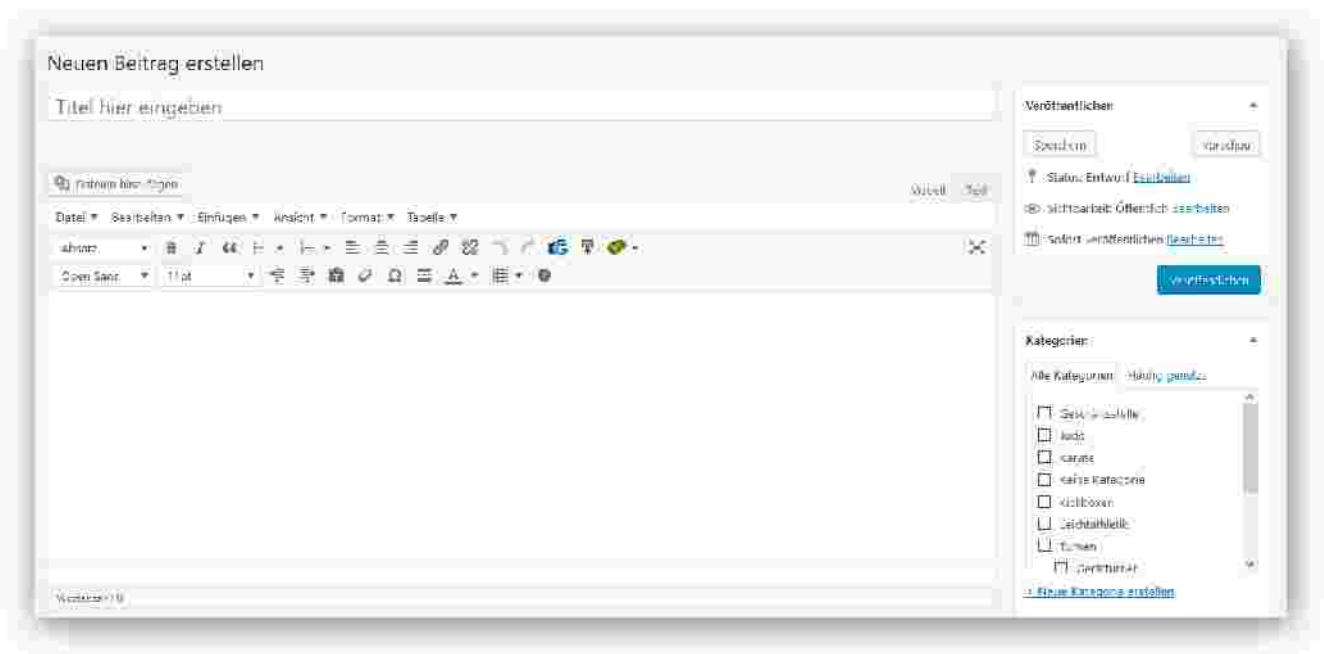 Neuen Beitrag erstellen
Titel hier eingeben
Dateien hinzufügen
Visuell Text
Datei Bearbeiten Einfügen Ansicht Format Tabelle
Absatz
Open Sans 11pt
Veröffentlichen
Speichern Vorschau
Status: Entwurf Bearbeiten
Sichtbarkeit: Öffentlich Bearbeiten
Sofort veröffentlichen Bearbeiten
Veröffentlichen
Kategorien
Alle Kategorien Häufig genutzt
Geschäftsstelle
Judo
Karate
Keine Kategorie
Kickboxen
Leichtathletik
Turnen
Gerätturnen
+ Neue Kategorie erstellen